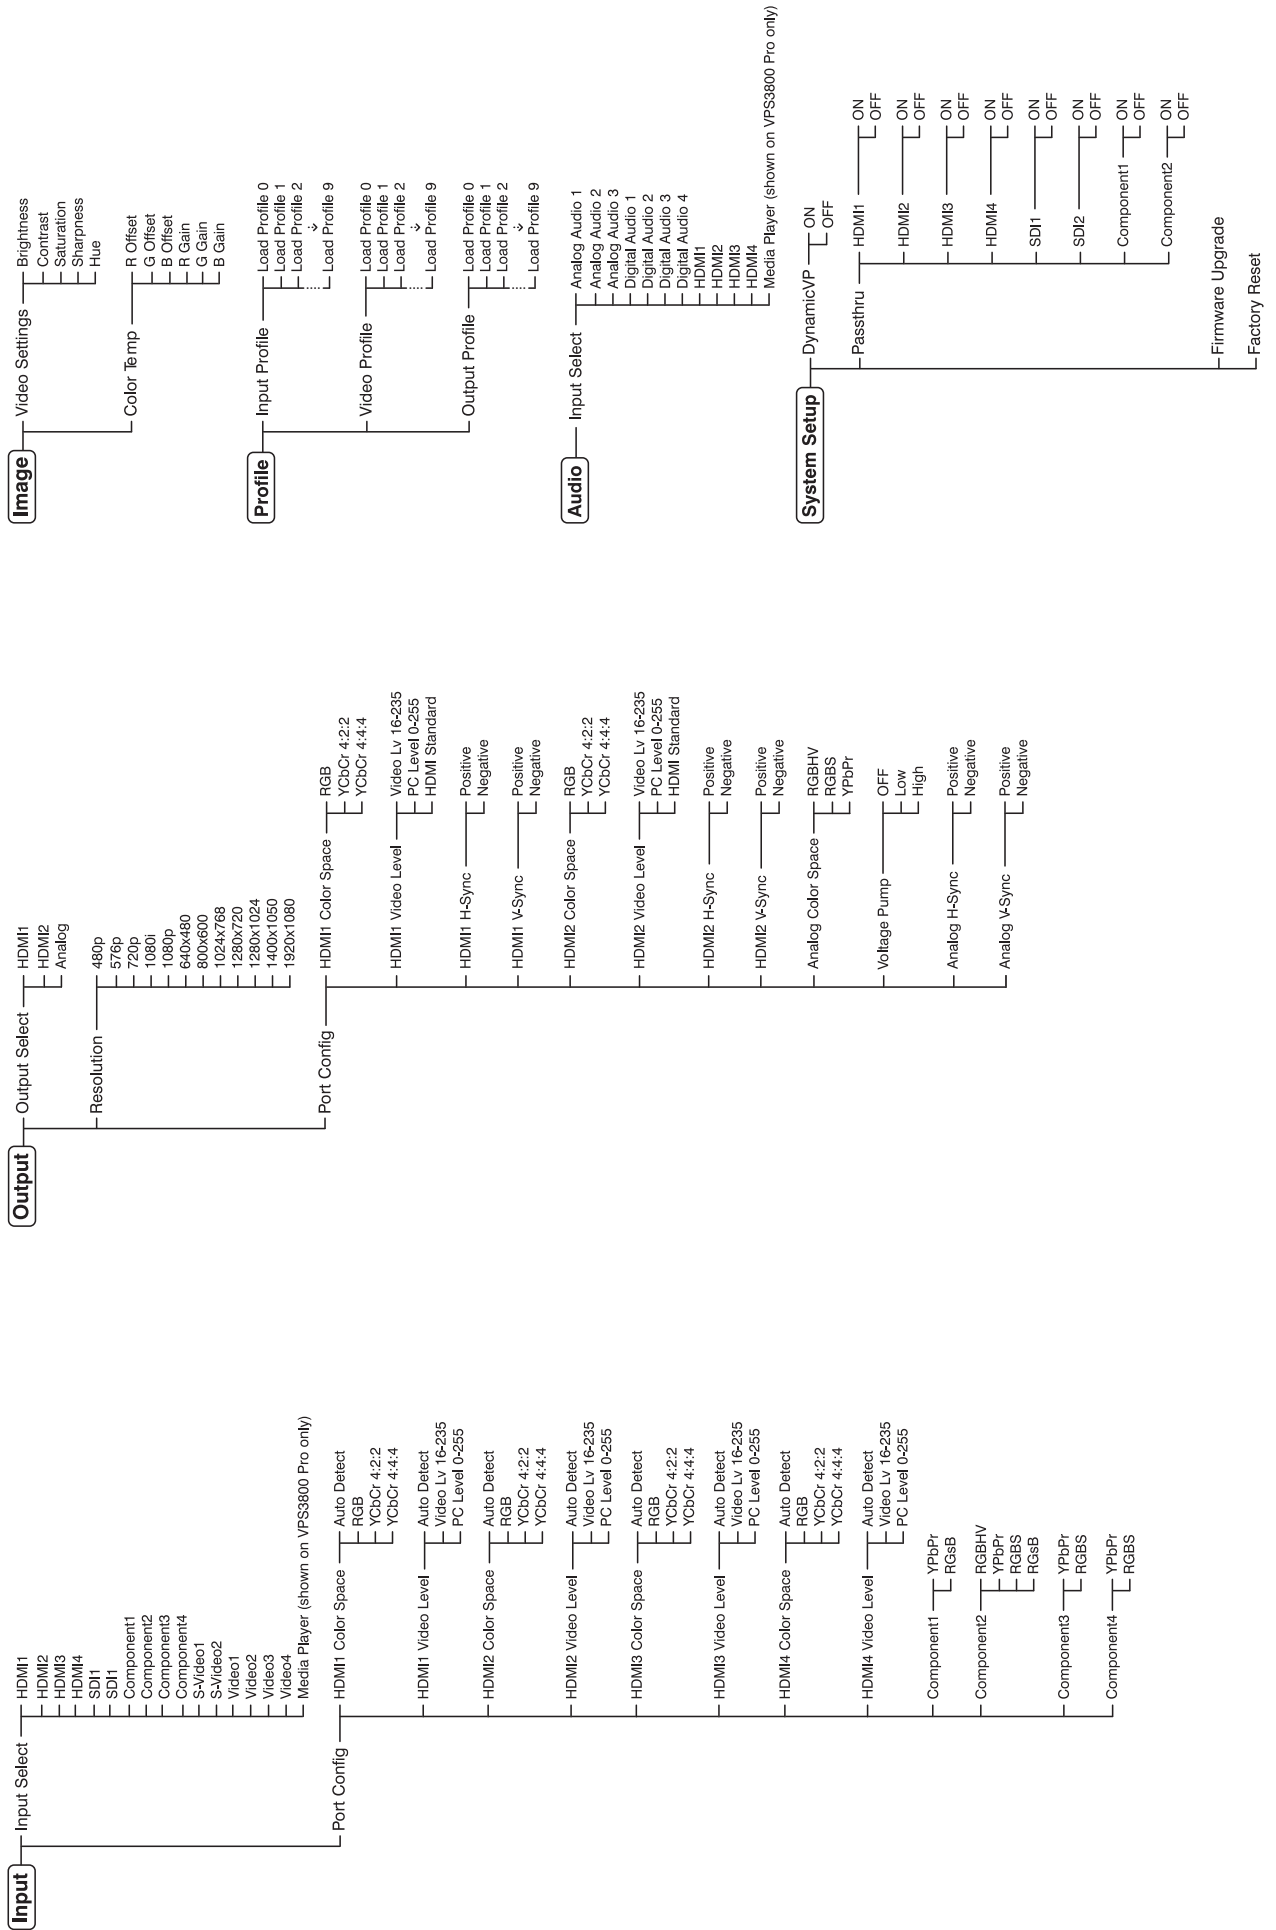 Input
Input Select
HDMI1
HDMI2
HDMI3
HDMI4
SDI1
SDI1
Component1
Component2
Component3
Component4
S-Video1
S-Video2
Video1
Video2
Video3
Video4
Media Player (shown on VPS3800 Pro only)
Port Config
HDMI1 Color Space
Auto Detect
RGB
YCbCr 4:2:2
YCbCr 4:4:4
HDMI1 Video Level
Auto Detect
Video Lv 16-235
PC Level 0-255
HDMI2 Color Space
Auto Detect
RGB
YCbCr 4:2:2
YCbCr 4:4:4
HDMI2 Video Level
Auto Detect
Video Lv 16-235
PC Level 0-255
HDMI3 Color Space
Auto Detect
RGB
YCbCr 4:2:2
YCbCr 4:4:4
HDMI3 Video Level
Auto Detect
Video Lv 16-235
PC Level 0-255
HDMI4 Color Space
Auto Detect
RGB
YCbCr 4:2:2
YCbCr 4:4:4
HDMI4 Video Level
Auto Detect
Video Lv 16-235
PC Level 0-255
Component1
YPbPr
RGsB
Component2
RGBHV
YPbPr
RGBS
RGsB
Component3
YPbPr
RGBS
Component4
YPbPr
RGBS
Output
Output Select
HDMI1
HDMI2
Analog
Resolution
480p
576p
720p
1080i
1080p
640x480
800x600
1024x768
1280x720
1280x1024
1400x1050
1920x1080
Port Config
HDMI1 Color Space
RGB
YCbCr 4:2:2
YCbCr 4:4:4
HDMI1 Video Level
Video Lv 16-235
PC Level 0-255
HDMI Standard
HDMI1 H-Sync
Positive
Negative
HDMI1 V-Sync
Positive
Negative
HDMI2 Color Space
RGB
YCbCr 4:2:2
YCbCr 4:4:4
HDMI2 Video Level
Video Lv 16-235
PC Level 0-255
HDMI Standard
HDMI2 H-Sync
Positive
Negative
HDMI2 V-Sync
Positive
Negative
Analog Color Space
RGBHV
RGBS
YPbPr
Voltage Pump
OFF
Low
High
Analog H-Sync
Positive
Negative
Analog V-Sync
Positive
Negative
Image
Video Settings
Brightness
Contrast
Saturation
Sharpness
Hue
Color Temp
R Offset
G Offset
B Offset
R Gain
G Gain
B Gain
Profile
Input Profile
Load Profile 0
Load Profile 1
Load Profile 2
Load Profile 9
Video Profile
Load Profile 0
Load Profile 1
Load Profile 2
Load Profile 9
Output Profile
Load Profile 0
Load Profile 1
Load Profile 2
Load Profile 9
Audio
Input Select
Analog Audio 1
Analog Audio 2
Analog Audio 3
Digital Audio 1
Digital Audio 2
Digital Audio 3
Digital Audio 4
HDMI1
HDMI2
HDMI3
HDMI4
Media Player (shown on VPS3800 Pro only)
System Setup
DynamicVP
ON
OFF
Passthru
HDMI1
ON
OFF
HDMI2
ON
OFF
HDMI3
ON
OFF
HDMI4
ON
OFF
SDI1
ON
OFF
SDI2
ON
OFF
Component1
ON
OFF
Component2
ON
OFF
Firmware Upgrade
Factory Reset